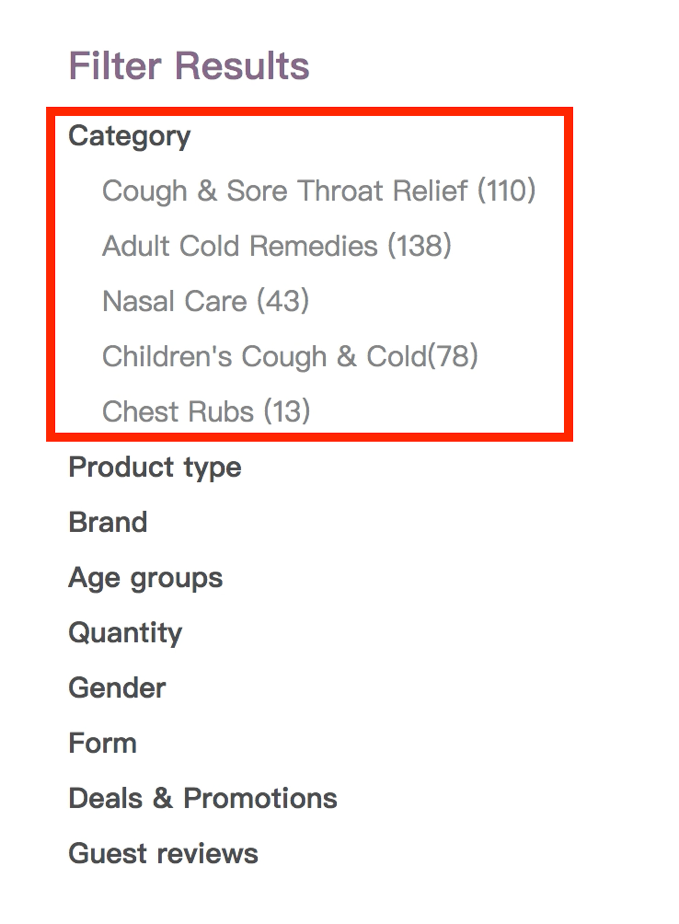 Filter Results
Category
Cough & Sore Throat Relief (110)
Adult Cold Remedies (138)
Nasal Care (43)
Children's Cough & Cold(78)
Chest Rubs (13)
Product type
Brand
Age groups
Quantity
Gender
Form
Deals & Promotions
Guest reviews